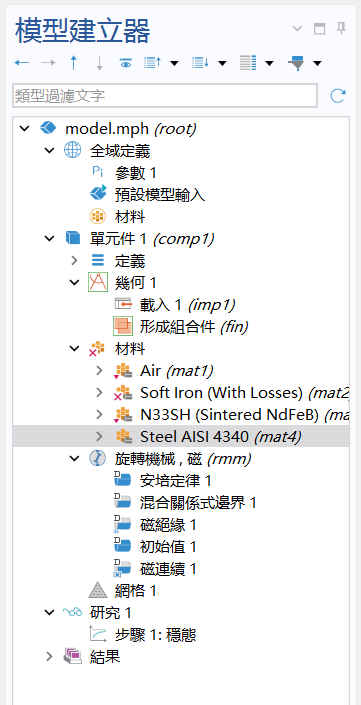 模型建立器
類型過濾文字
model.mph (root)
全域定義
Pi 參數 1
預設模型輸入
材料
單元件 1 (comp1)
定義
幾何 1
載入 1 (imp1)
形成組合件 (fin)
材料
Air (mat1)
Soft Iron (With Losses) (mat2
N33SH (Sintered NdFeB) (mat
Steel AISI 4340 (mat4)
旋轉機械 , 磁 (rmm)
D 安培定律 1
D 混合關係式邊界 1
D 磁絕緣 1
D 初始值 1
D 磁連續 1
網格 1
研究 1
步驟 1: 穩態
結果